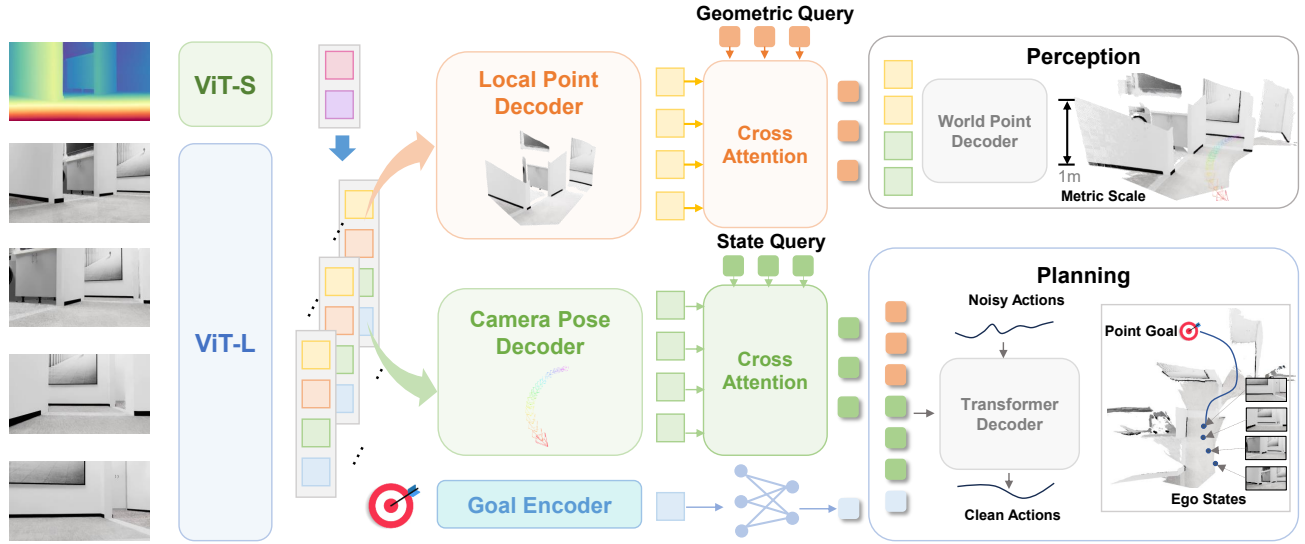 ViT-S
ViT-L
Local Point
Decoder
Camera Pose
Decoder
Goal Encoder
Geometric Query
Cross
Attention
State Query
Cross
Attention
Perception
World Point
Decoder
1m
Metric Scale
Planning
Noisy Actions
Transformer
Decoder
Clean Actions
Point Goal
Ego States